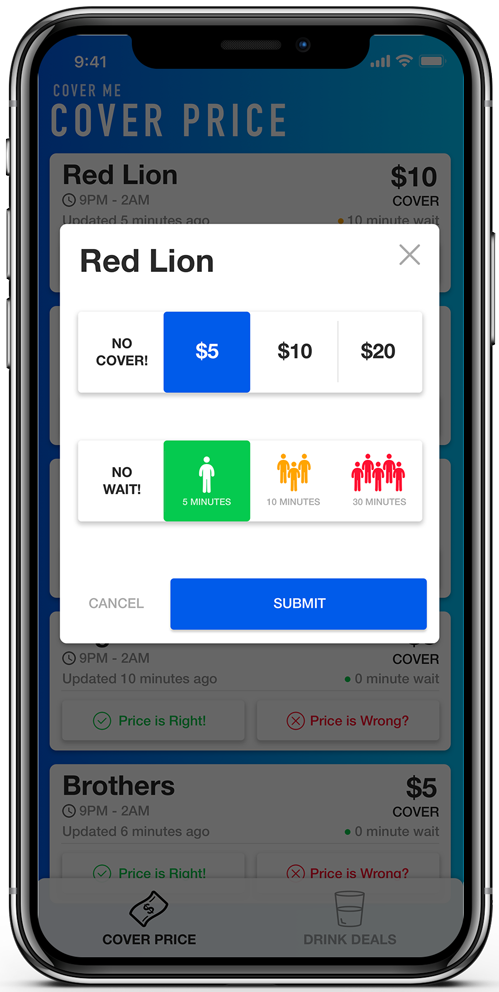 9:41
COVER ME
COVER PRICE
Red Lion
$10
9PM - 2AM
COVER
Updated 5 minutes ago
10 minute wait
Red Lion
NO
COVER!
$5
$10
$20
NO
WAIT!
5 MINUTES
10 MINUTES
30 MINUTES
CANCEL
SUBMIT
9PM - 2AM
COVER
Updated 10 minutes ago
0 minute wait
Price is Right!
Price is Wrong?
Brothers
$5
9PM - 2AM
COVER
Updated 6 minutes ago
0 minute wait
Price is Right!
Price is Wrong?
COVER PRICE
DRINK DEALS